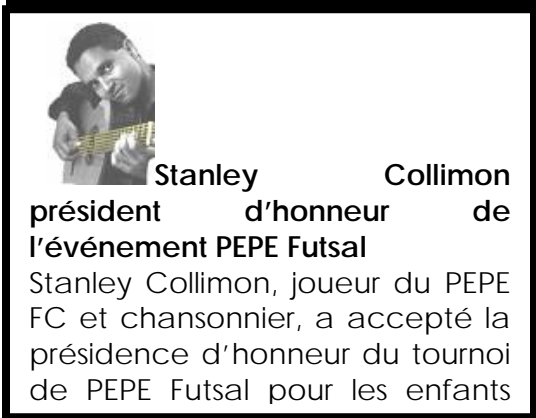 Stanley Collimon
président d'honneur de
l'événement PEPE Futsal
Stanley Collimon, joueur du PEPE
FC et chansonnier, a accepté la
présidence d'honneur du tournoi
de PEPE Futsal pour les enfants